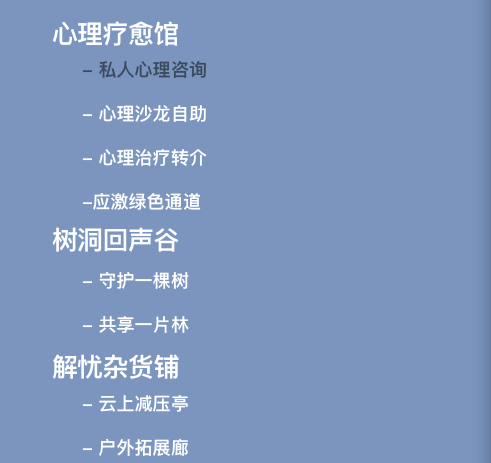 心理疗愈馆
– 私人心理咨询
– 心理沙龙自助
– 心理治疗转介
–应激绿色通道
树洞回声谷
– 守护一棵树
– 共享一片林
解忧杂货铺
– 云上减压亭
– 户外拓展廊